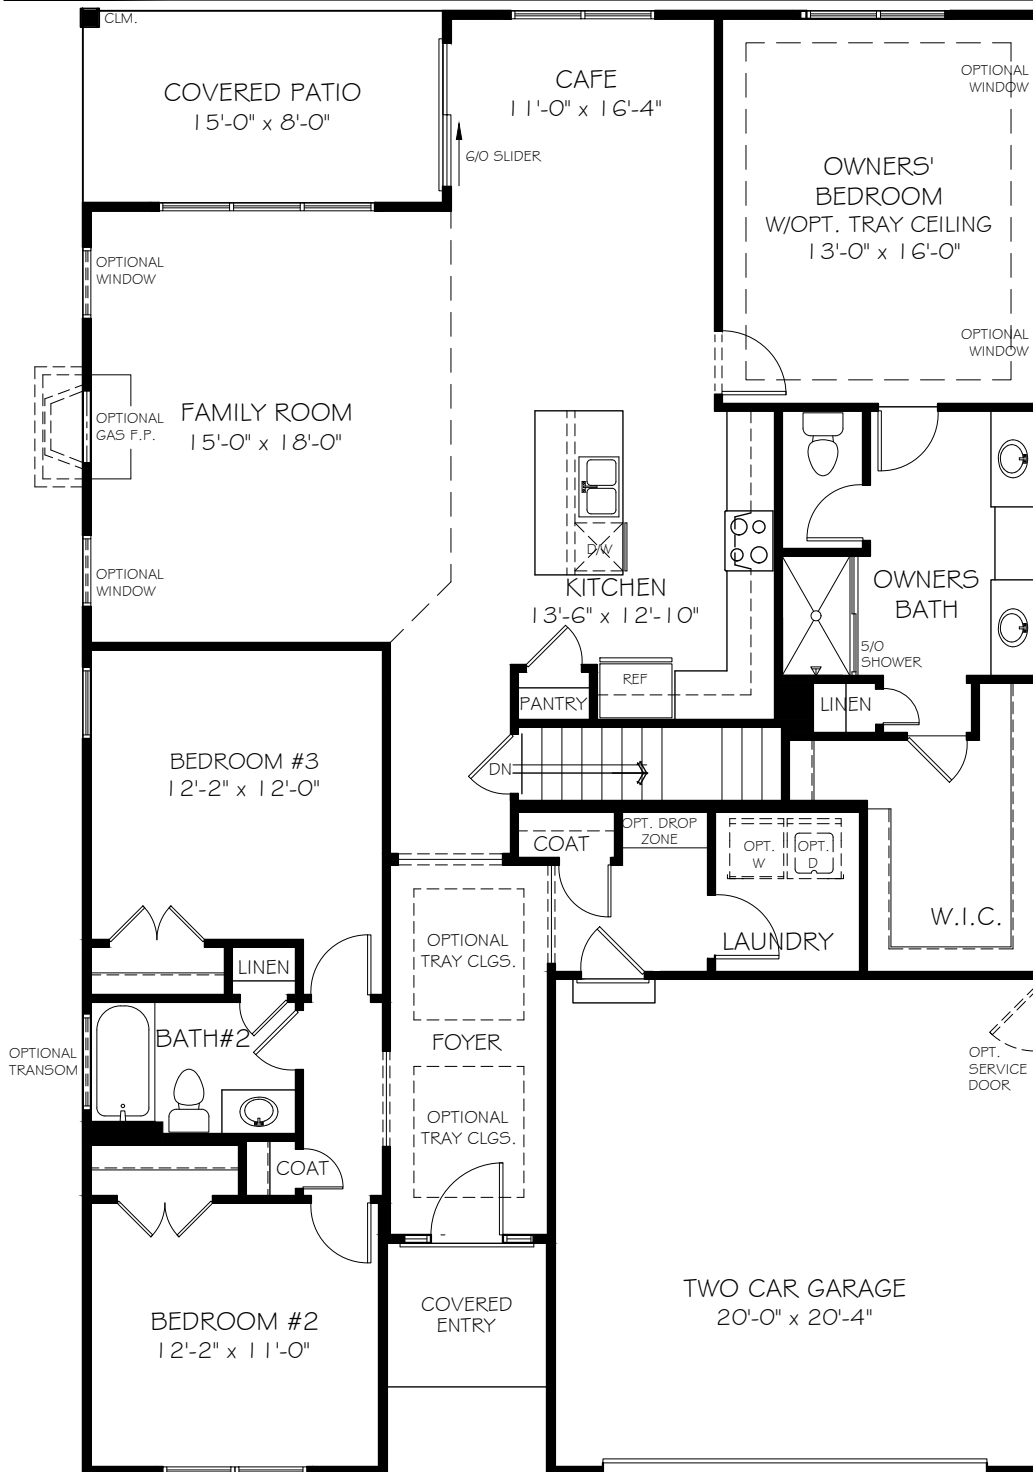 CLM.
COVERED PATIO
15'-0" x 8'-0"
CAFE
11'-0" x 16'-4"
6/0 SLIDER
OPTIONAL
WINDOW
OWNERS'
BEDROOM
W/OPT. TRAY CEILING
13'-0" x 16'-0"
OPTIONAL
WINDOW
OPTIONAL
WINDOW
OPTIONAL
GAS F.P.
FAMILY ROOM
15'-0" x 18'-0"
OPTIONAL
WINDOW
D/W
KITCHEN
13'-6" x 12'-10"
OWNERS
BATH
5/0
SHOWER
REF
PANTRY
LINEN
BEDROOM #3
12'-2" x 12'-0"
DN
COAT
OPT. DROP
ZONE
OPT.
W
OPT.
D
W.I.C.
LAUNDRY
OPTIONAL
TRAY CLGS.
LINEN
BATH#2
OPTIONAL
TRANSOM
FOYER
OPT.
SERVICE
DOOR
OPTIONAL
TRAY CLGS.
COAT
TWO CAR GARAGE
20'-0" x 20'-4"
COVERED
ENTRY
BEDROOM #2
12'-2" x 11'-0"